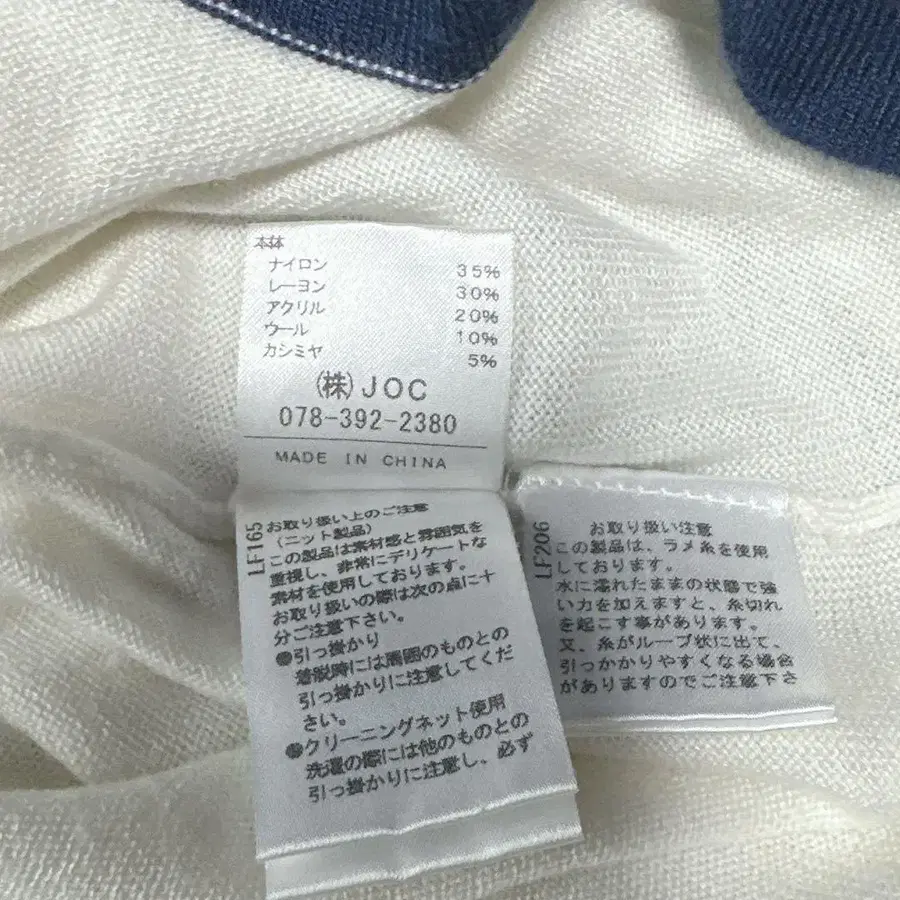 本体
ナイロン 35%
レーヨン 30%
アクリル 20%
ウール 10%
カシミヤ 5%
(株)JOC
078-392-2380
MADE IN CHINA
LF165
お取り扱い上のご注意
(ニット製品)
この製品は素材感と雰囲気を
重視し、非常にデリケートな
素材を使用しております。
お取り扱いの際は次の点に十
分ご注意下さい。
●引っ掛かり
着脱時には周囲のものとの
引っ掛かりに注意してくだ
さい。
●クリーニングネット使用
洗濯の際には他のものとの
引っ掛かりに注意し、必ず
LF206
お取り扱い注意
この製品は、ラメ糸を使用
しております。
水に濡れたままの状態で強
い力を加えますと、糸切れ
を起こす事があります。
又、糸がループ状に出て、
引っかかりやすくなる場合
がありますのでご注意下さ